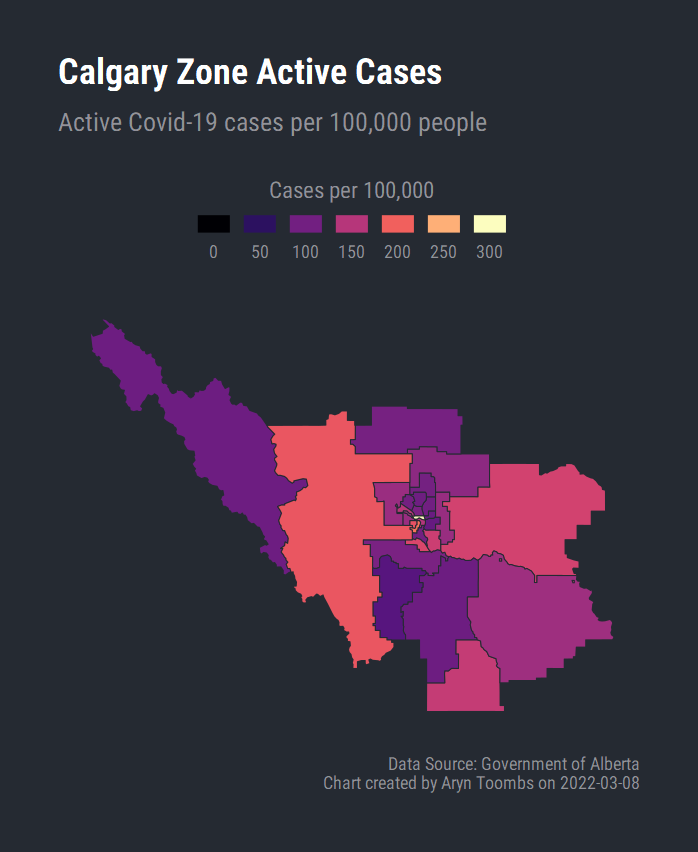 Calgary Zone Active Cases
Active Covid-19 cases per 100,000 people
Cases per 100,000
0 50 100 150 200 250 300
Data Source: Government of Alberta
Chart created by Aryn Toombs on 2022-03-08